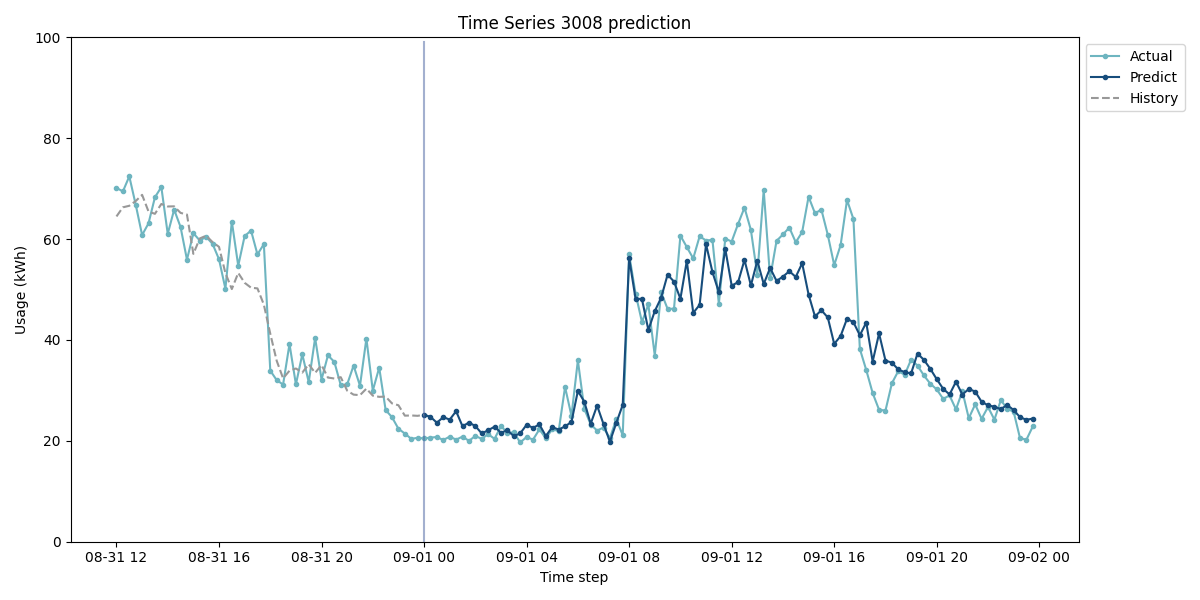 Time Series 3008 prediction
100
80
60
40
20
0
Usage (kWh)
08-31 12
08-31 16
08-31 20
09-01 00
09-01 04
09-01 08
09-01 12
09-01 16
09-01 20
09-02 00
Time step
Actual
Predict
History